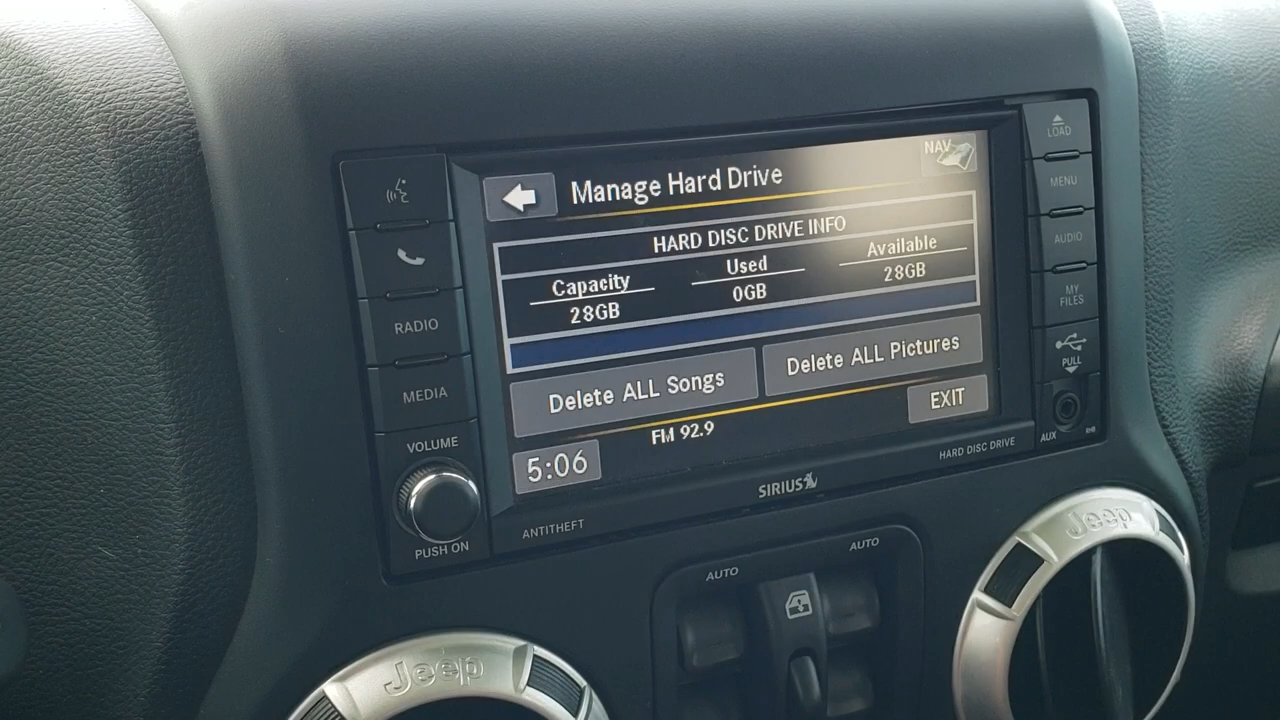 NAV
Manage Hard Drive
HARD DISC DRIVE INFO
Capacity Used Available
28GB 0GB 28GB
Delete ALL Songs Delete ALL Pictures
EXIT
FM 92.9
5:06
RADIO
MEDIA
VOLUME
PUSH ON
LOAD
MENU
AUDIO
MY
FILES
PULL
AUX
ANTITHEFT
SIRIUS
HARD DISC DRIVE
AUTO AUTO
Jeep
Jeep